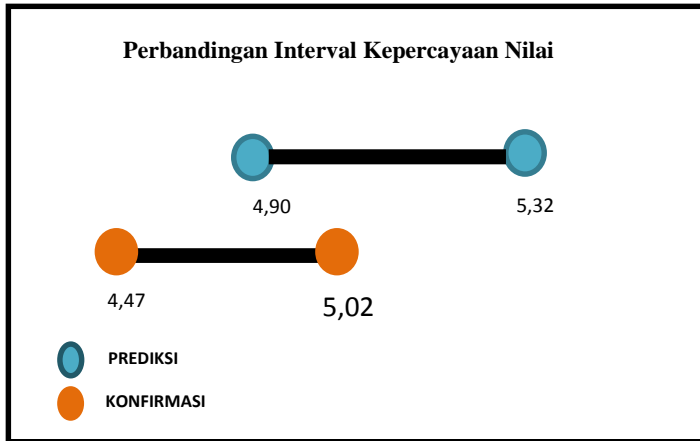 Perbandingan Interval Kepercayaan Nilai
4,90
5,32
4,47
5,02
PREDIKSI
KONFIRMASI